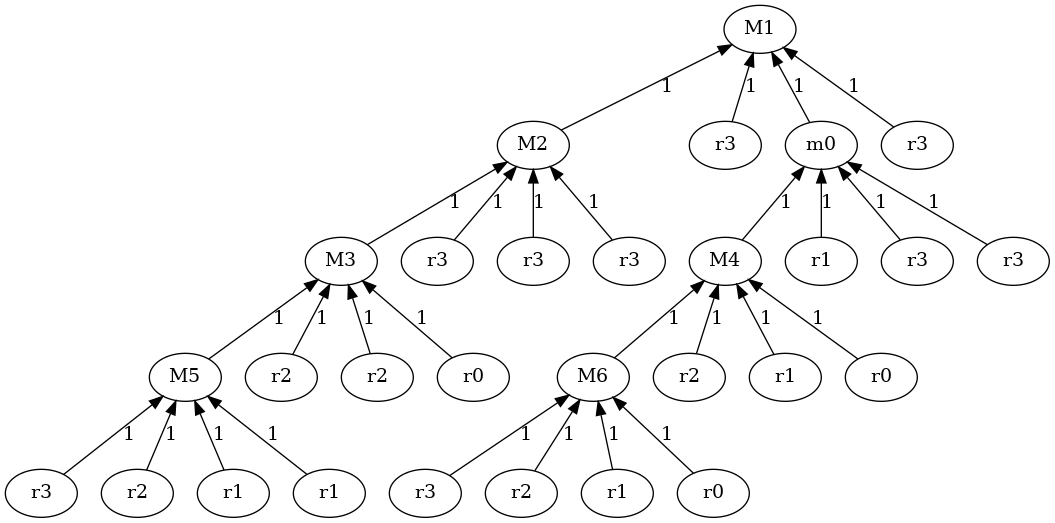 M1
1 1 1 1
M2 r3 m0 r3
1 1 1 1 1 1 1 1
M3 r3 r3 r3 M4 r1 r3 r3
1 1 1 1 1 1 1 1
M5 r2 r2 r0 M6 r2 r1 r0
1 1 1 1 1 1 1 1
r3 r2 r1 r1 r3 r2 r1 r0